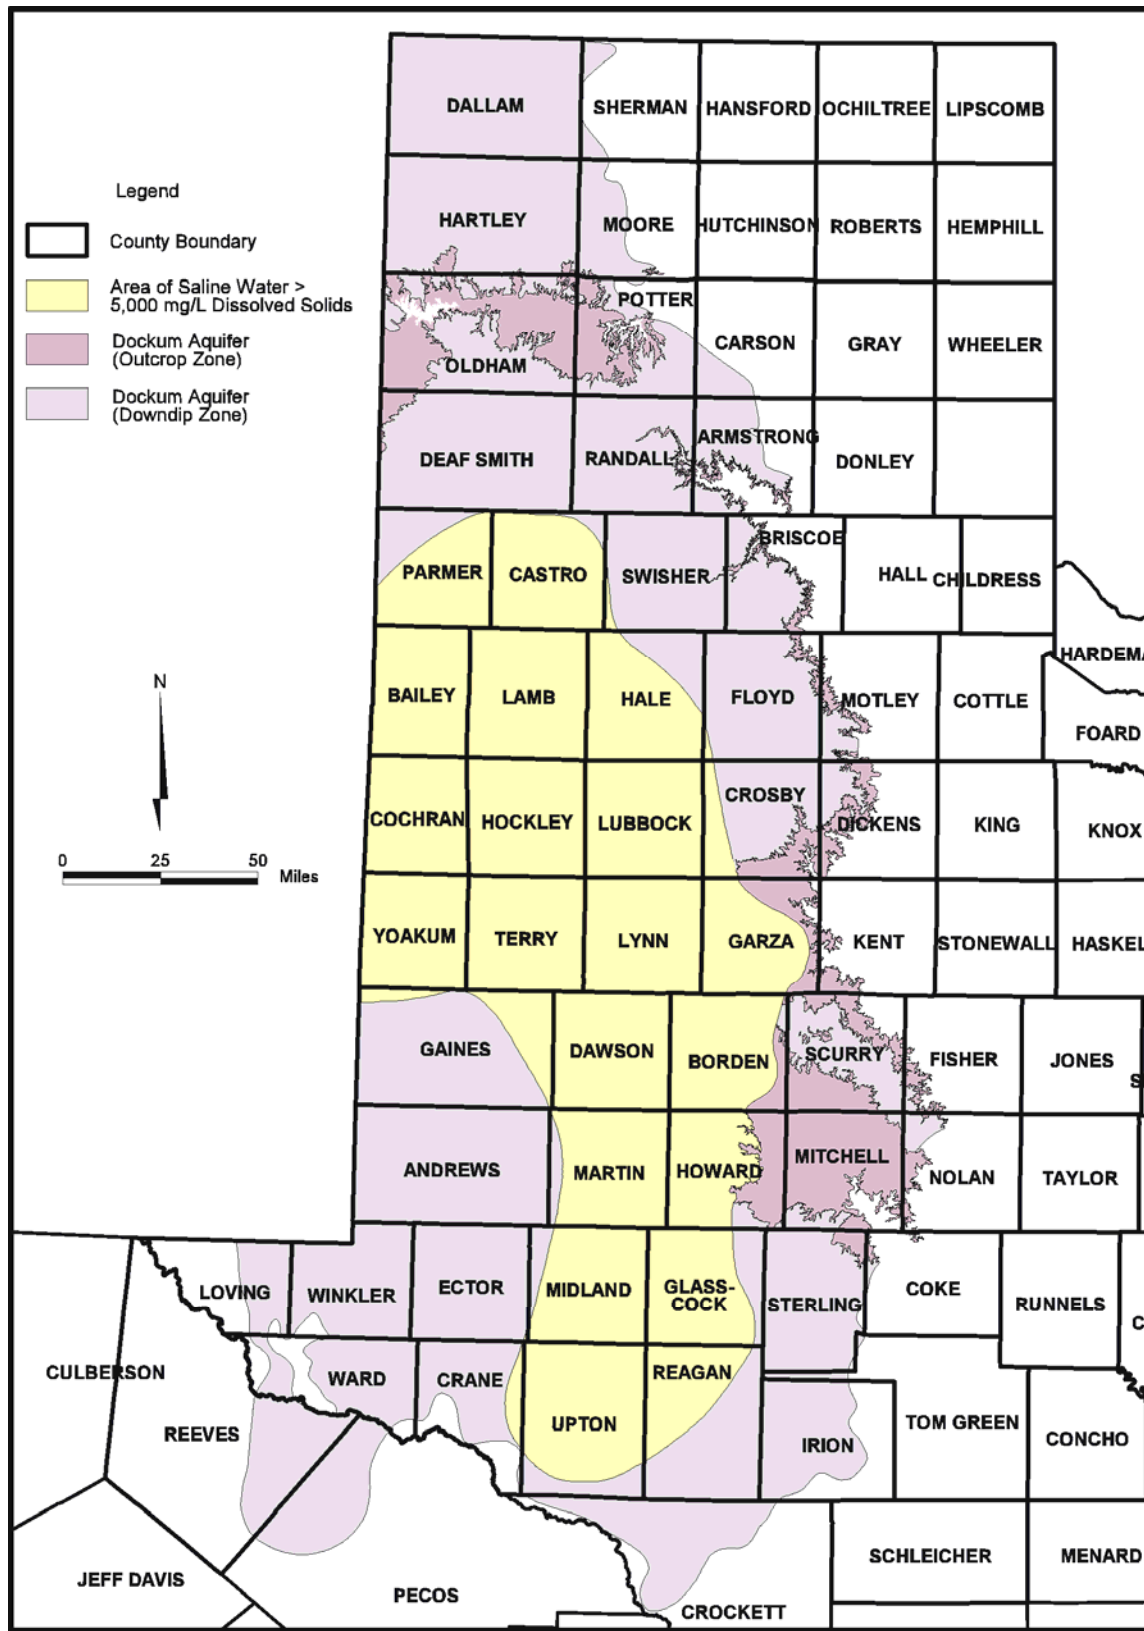 DALLAM
SHERMAN
HANSFORD
OCHILTREE
LIPSCOMB
Legend
County Boundary
Area of Saline Water >
5,000 mg/L Dissolved Solids
Dockum Aquifer
(Outcrop Zone)
Dockum Aquifer
(Downdip Zone)
HARTLEY
MOORE
HUTCHINSON
ROBERTS
HEMPHILL
POTTER
OLDHAM
CARSON
GRAY
WHEELER
DEAF SMITH
RANDALL
ARMSTRONG
DONLEY
PARMER
CASTRO
SWISHER
BRISCOE
HALL
CHILDRESS
HARDEMA
N
BAILEY
LAMB
HALE
FLOYD
MOTLEY
COTTLE
FOARD
COCHRAN
HOCKLEY
LUBBOCK
CROSBY
DICKENS
KING
KNOX
0 25 50
Miles
YOAKUM
TERRY
LYNN
GARZA
KENT
STONEWALL
HASKEL
GAINES
DAWSON
BORDEN
SCURRY
FISHER
JONES
S
ANDREWS
MARTIN
HOWARD
MITCHELL
NOLAN
TAYLOR
LOVING
WINKLER
ECTOR
MIDLAND
GLASS-
COCK
STERLING
COKE
RUNNELS
C
CULBERSON
REEVES
WARD
CRANE
UPTON
REAGAN
IRION
TOM GREEN
CONCHO
JEFF DAVIS
PECOS
CROCKETT
SCHLEICHER
MENARD